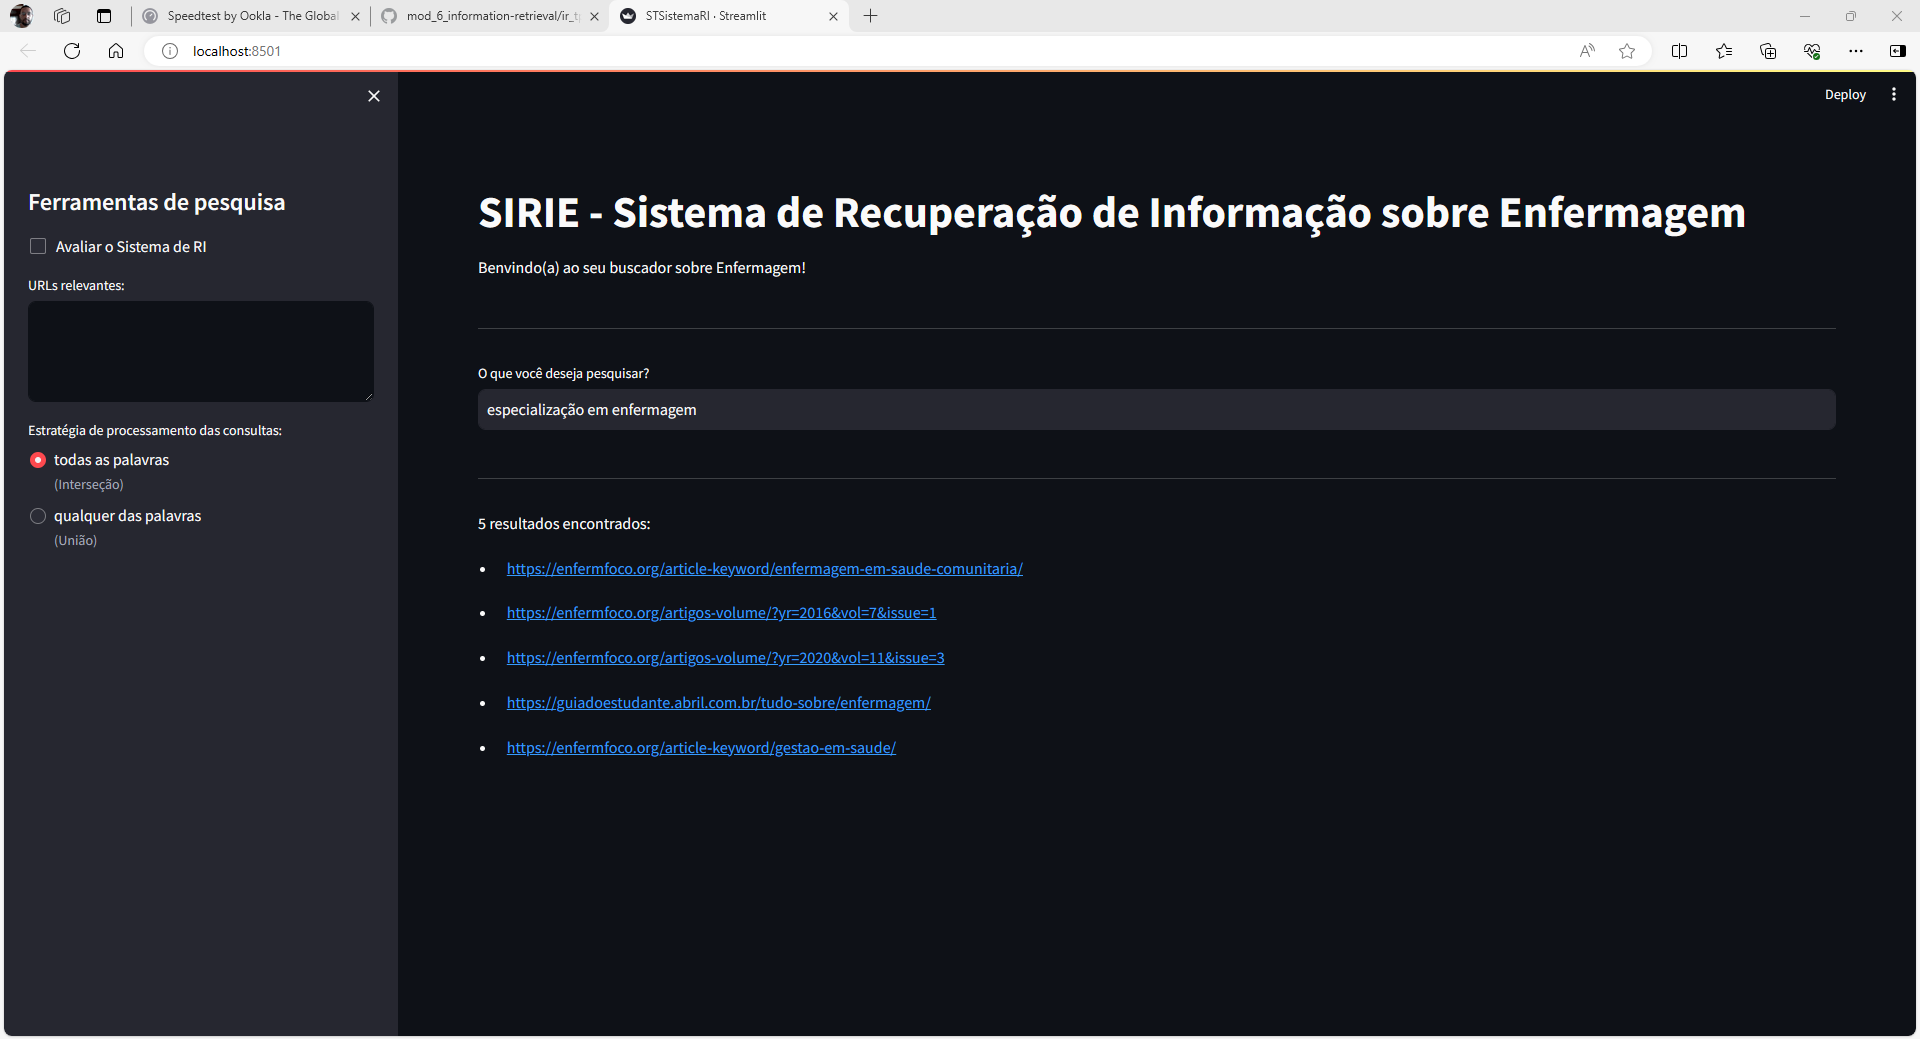 Speedtest by Ookla - The Global
mod_6_information-retrieval/ir_t
STSistemaRI · Streamlit
localhost:8501
Deploy
Ferramentas de pesquisa
Avaliar o Sistema de RI
URLs relevantes:
Estratégia de processamento das consultas:
todas as palavras
(Interseção)
qualquer das palavras
(União)
SIRIE - Sistema de Recuperação de Informação sobre Enfermagem
Benvindo(a) ao seu buscador sobre Enfermagem!
O que você deseja pesquisar?
especialização em enfermagem
5 resultados encontrados:
https://enfermfoco.org/article-keyword/enfermagem-em-saude-comunitaria/
https://enfermfoco.org/artigos-volume/?yr=2016&vol=7&issue=1
https://enfermfoco.org/artigos-volume/?yr=2020&vol=11&issue=3
https://guiadoestudante.abril.com.br/tudo-sobre/enfermagem/
https://enfermfoco.org/article-keyword/gestao-em-saude/